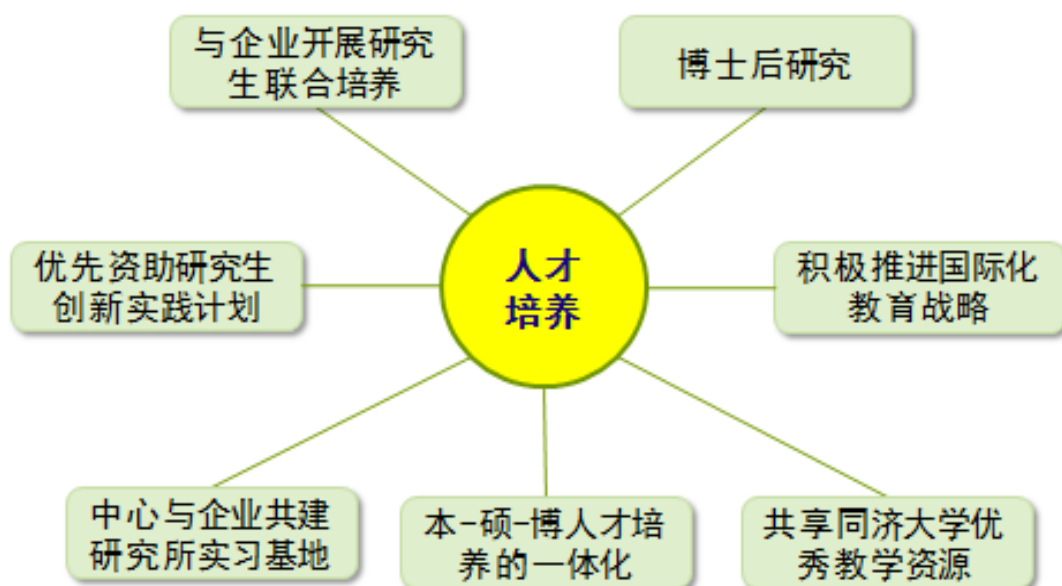 与企业开展研究
生联合培养
博士后研究
优先资助研究生
创新实践计划
人才
培养
积极推进国际化
教育战略
中心与企业共建
研究所实习基地
本-硕-博人才培
养的一体化
共享同济大学优
秀教学资源